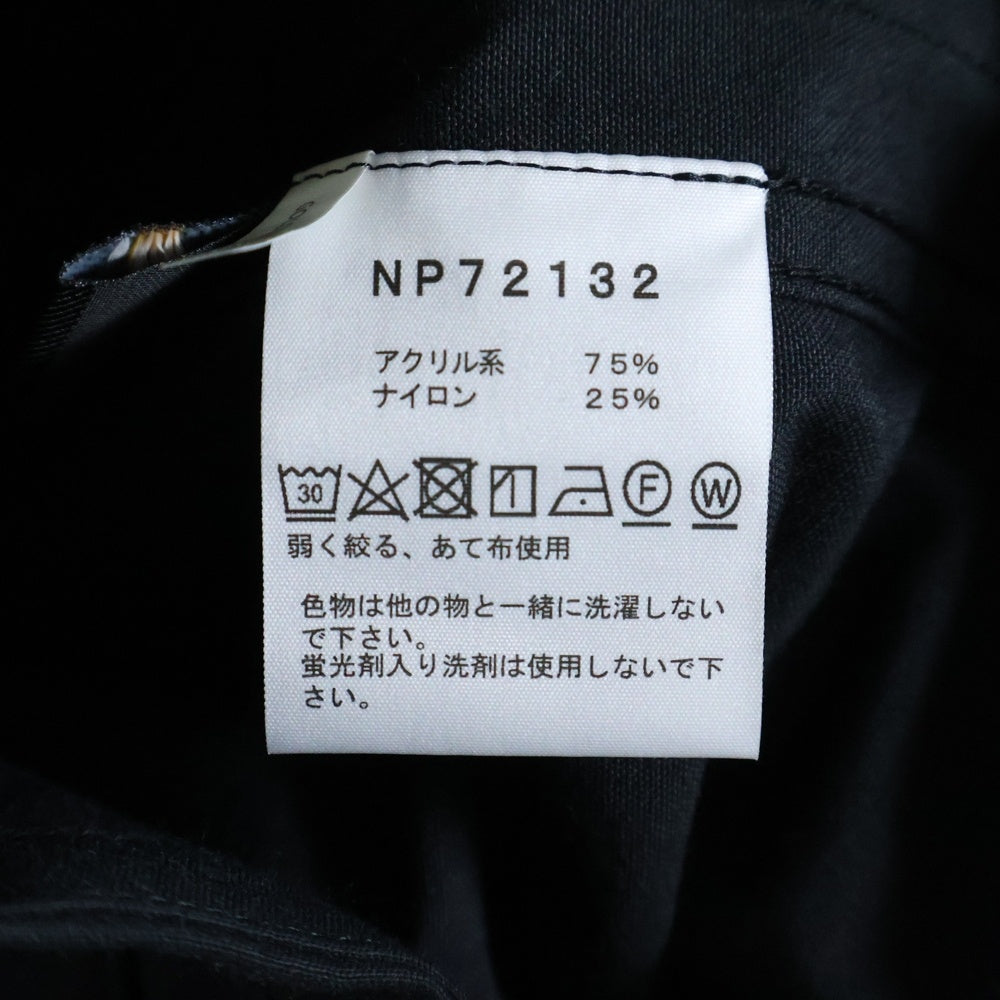 NP72132
アクリル系 75%
ナイロン 25%
30 F W
弱く絞る、あて布使用
色物は他の物と一緒に洗濯しない
で下さい。
蛍光剤入り洗剤は使用しないで下
さい。